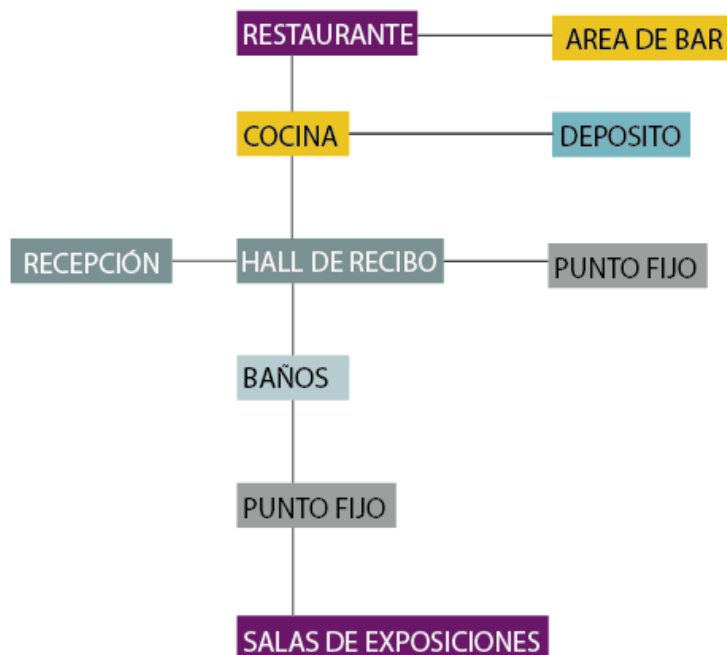 RESTAURANTE
AREA DE BAR
COCINA
DEPOSITO
RECEPCIÓN
HALL DE RECIBO
PUNTO FIJO
BAÑOS
PUNTO FIJO
SALAS DE EXPOSICIONES